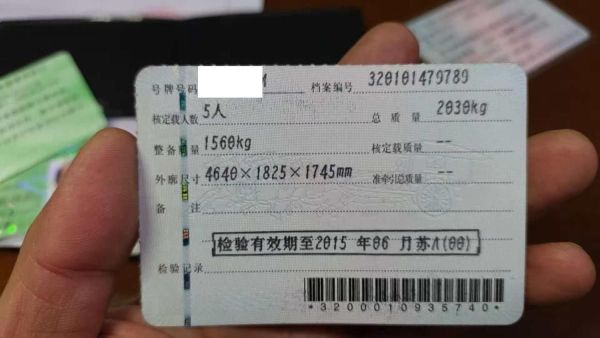 号牌号码 M 档案编号 320101479789
核定载人数 5人 总质量 2030kg
整备质量 1560kg 核定载质量 --
外廓尺寸 4640×1825×1745mm 准牵引总质量 --
备注
检验有效期至2015 年06 月苏A(00)
检验记录
*3200010935740*